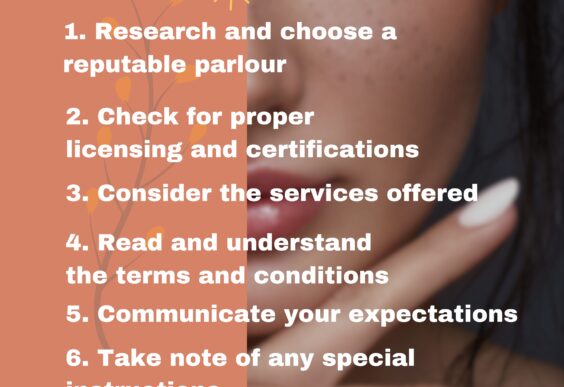 1. Research and choose a
reputable parlour
2. Check for proper
licensing and certifications
3. Consider the services offered
4. Read and understand
the terms and conditions
5. Communicate your expectations
6. Take note of any special
instructions